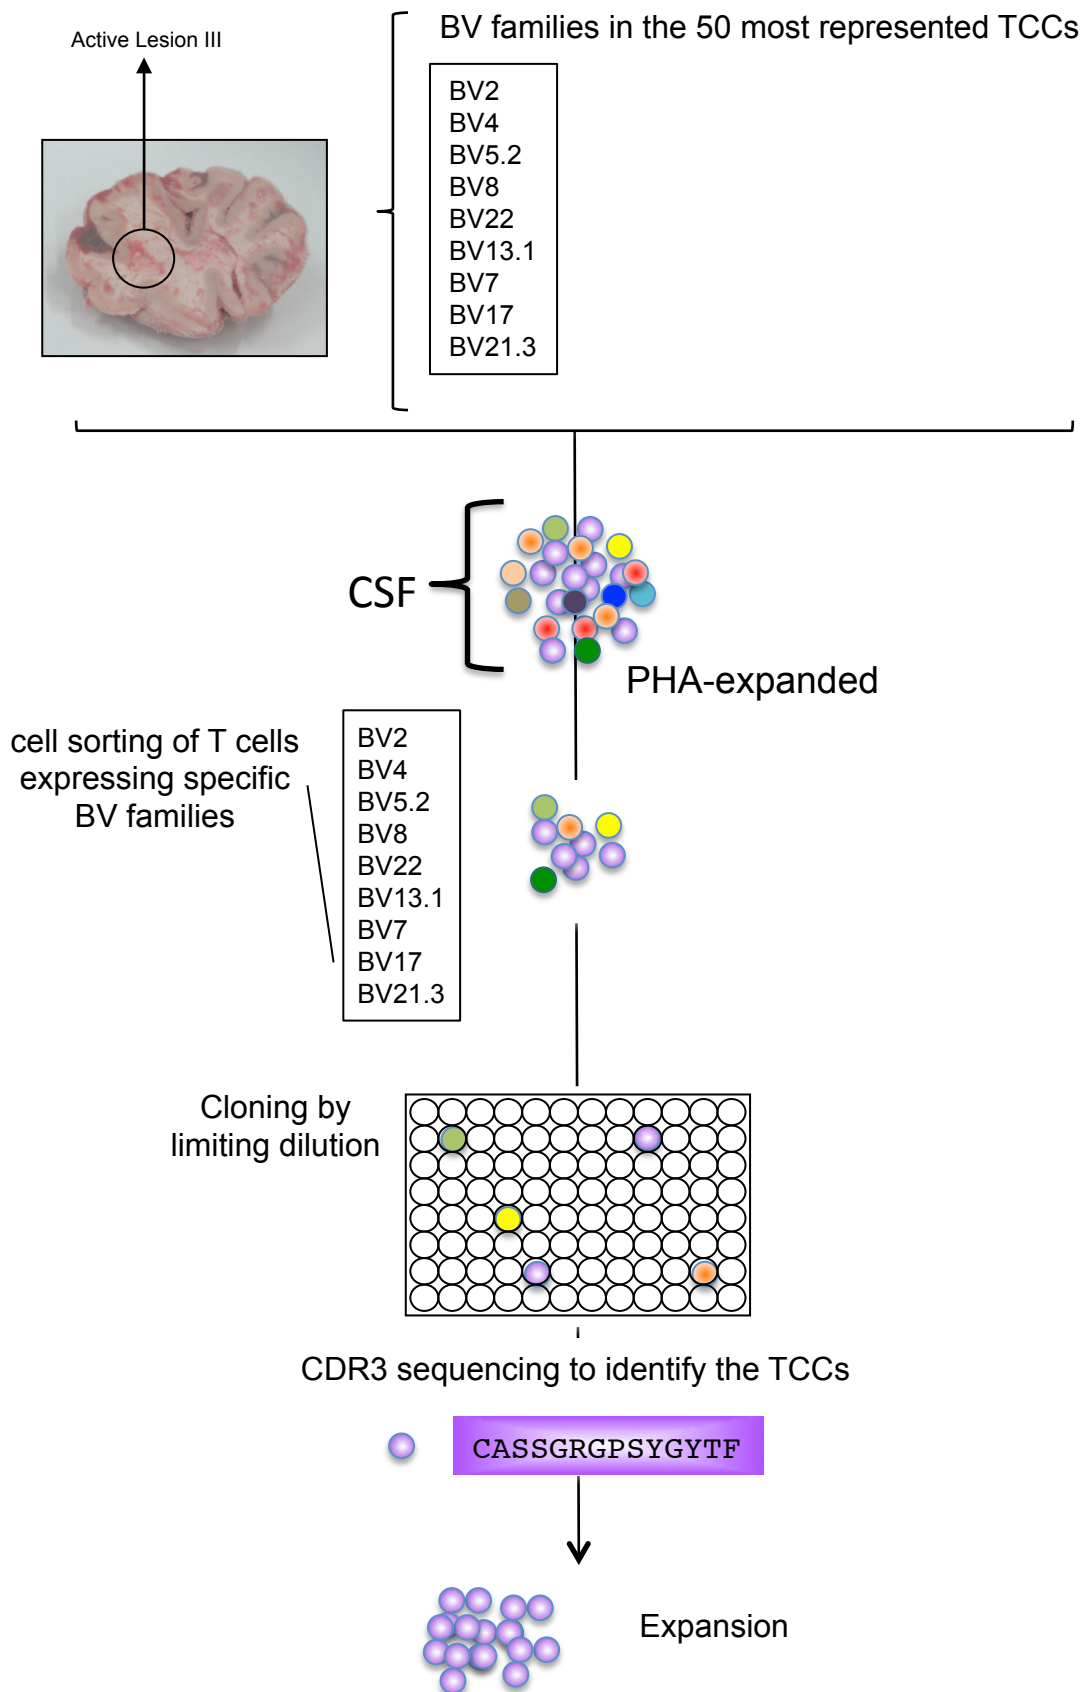 Active Lesion III
BV families in the 50 most represented TCCs
BV2
BV4
BV5.2
BV8
BV22
BV13.1
BV7
BV17
BV21.3
CSF
PHA-expanded
cell sorting of T cells
expressing specific
BV families
BV2
BV4
BV5.2
BV8
BV22
BV13.1
BV7
BV17
BV21.3
Cloning by
limiting dilution
CDR3 sequencing to identify the TCCs
CASSGRGPSYGYTF
Expansion